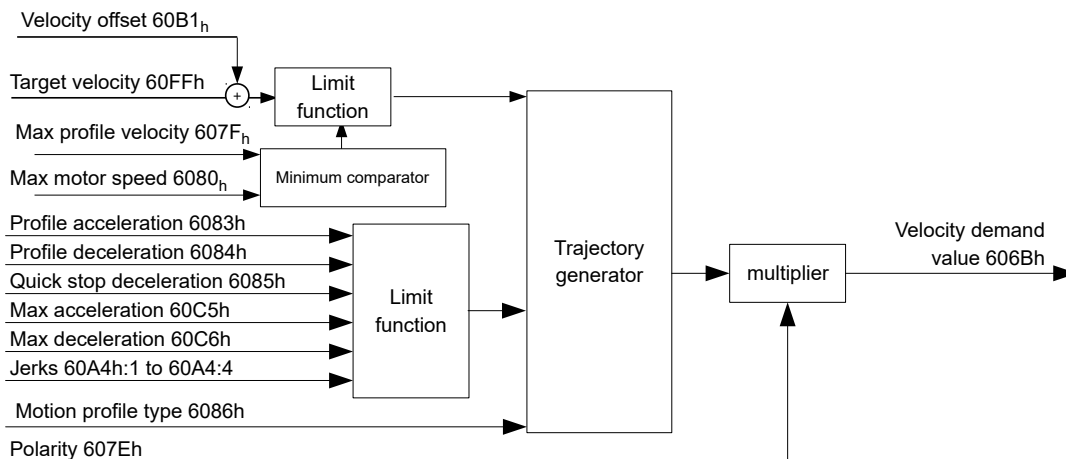 Velocity offset 60B1h
Target velocity 60FFh
+
Limit
function
Max profile velocity 607Fh
Max motor speed 6080h
Minimum comparator
Profile acceleration 6083h
Profile deceleration 6084h
Quick stop deceleration 6085h
Max acceleration 60C5h
Max deceleration 60C6h
Jerks 60A4h:1 to 60A4:4
Limit
function
Motion profile type 6086h
Polarity 607Eh
Trajectory
generator
multiplier
Velocity demand
value 606Bh